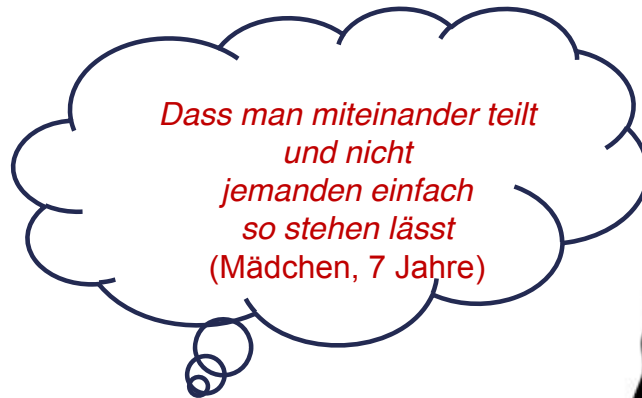 Dass man miteinander teilt
und nicht
jemanden einfach
so stehen lässt
(Mädchen, 7 Jahre)